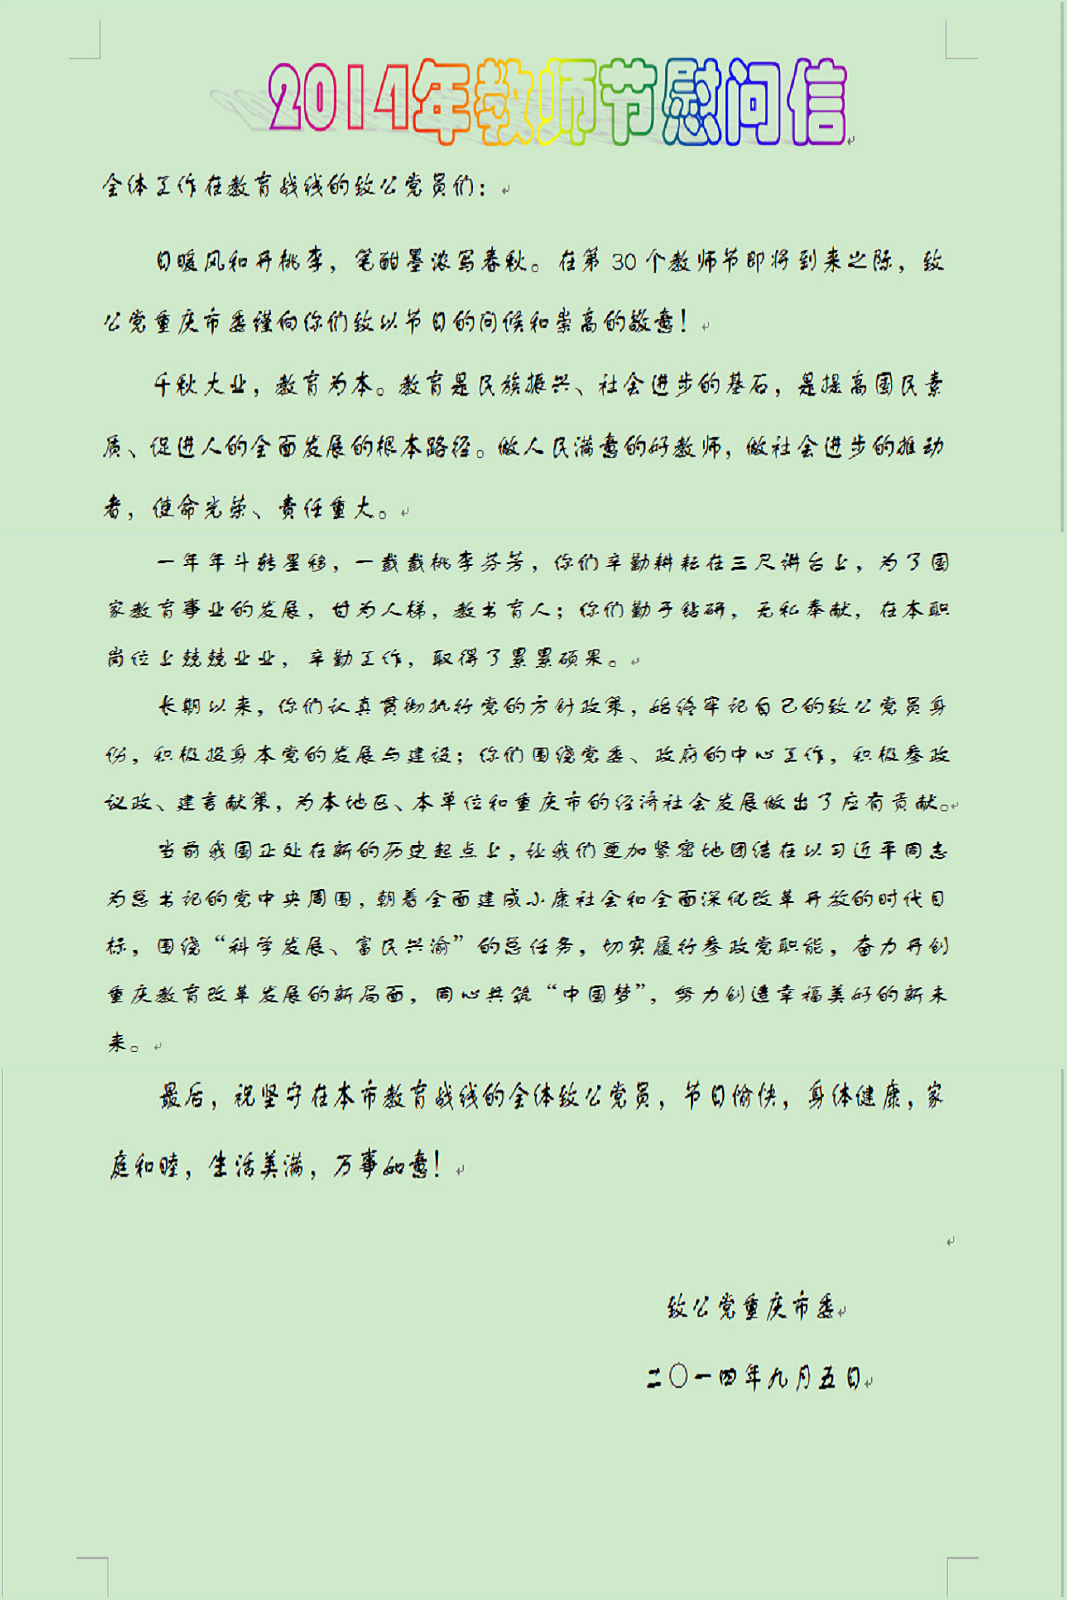 2014年教师节慰问信
全体工作在教育战线的致公党员们：
日暖风和开桃李，笔酣墨浓写春秋。在第30个教师节即将到来之际，致
公党重庆市委谨向你们致以节日的问候和崇高的敬意！
千秋大业，教育为本。教育是民族振兴、社会进步的基石，是提高国民素
质、促进人的全面发展的根本路径。做人民满意的好教师，做社会进步的推动
者，使命光荣、责任重大。
一年年斗转星移，一载载桃李芬芳，你们辛勤耕耘在三尺讲台上，为了国
家教育事业的发展，甘为人梯，教书育人；你们勤于钻研，无私奉献，在本职
岗位上兢兢业业，辛勤工作，取得了累累硕果。
长期以来，你们认真贯彻执行党的方针政策，始终牢记自己的致公党员身
份，积极投身本党的发展与建设；你们围绕党委、政府的中心工作，积极参政
议政、建言献策，为本地区、本单位和重庆市的经济社会发展做出了应有贡献。
当前我国正处在新的历史起点上，让我们更加紧密地团结在以习近平同志
为总书记的党中央周围，朝着全面建成小康社会和全面深化改革开放的时代目
标，围绕“科学发展、富民兴渝”的总任务，切实履行参政党职能，奋力开创
重庆教育改革发展的新局面，同心共筑“中国梦”，努力创造幸福美好的新未
来。
最后，祝坚守在本市教育战线的全体致公党员，节日愉快，身体健康，家
庭和睦，生活美满，万事如意！
致公党重庆市委
二〇一四年九月五日